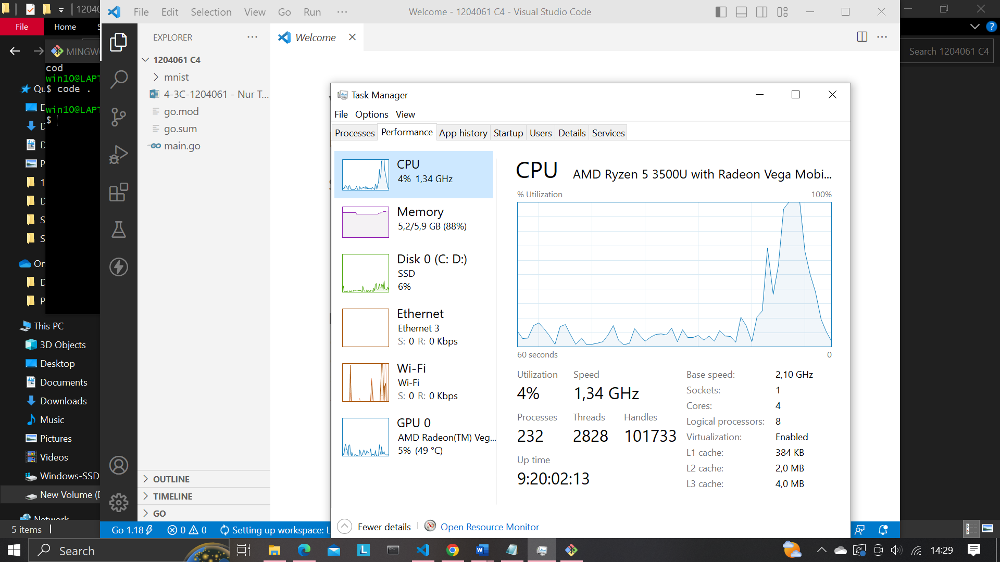 1204061
File
Home
MINGW
cod
win10@LAPT
$ code .
win10@LAPT
$
Qu
On
This PC
3D Objects
Desktop
Documents
Downloads
Music
Pictures
Videos
Windows-SSD
New Volume (D
Network
5 items
File Edit Selection View Go Run ···
Welcome - 1204061 C4 - Visual Studio Code
EXPLORER
1204061 C4
mnist
4-3C-1204061 - Nur T...
go.mod
go.sum
main.go
OUTLINE
TIMELINE
GO
Welcome
Go 1.18
0 0
Setting up workspace: L
Search 1204061 C4
Task Manager
File Options View
Processes Performance App history Startup Users Details Services
CPU
4% 1,34 GHz
Memory
5,2/5,9 GB (88%)
Disk 0 (C: D:)
SSD
6%
Ethernet
Ethernet 3
S: 0 R: 0 Kbps
Wi-Fi
Wi-Fi
S: 0 R: 0 Kbps
GPU 0
AMD Radeon(TM) Veg...
5% (49 °C)
CPU AMD Ryzen 5 3500U with Radeon Vega Mobi...
% Utilization 100%
60 seconds 0
Utilization Speed
4% 1,34 GHz
Processes Threads Handles
232 2828 101733
Up time
9:20:02:13
Base speed: 2,10 GHz
Sockets: 1
Cores: 4
Logical processors: 8
Virtualization: Enabled
L1 cache: 384 KB
L2 cache: 2,0 MB
L3 cache: 4,0 MB
Fewer details
Open Resource Monitor
Search
14:29